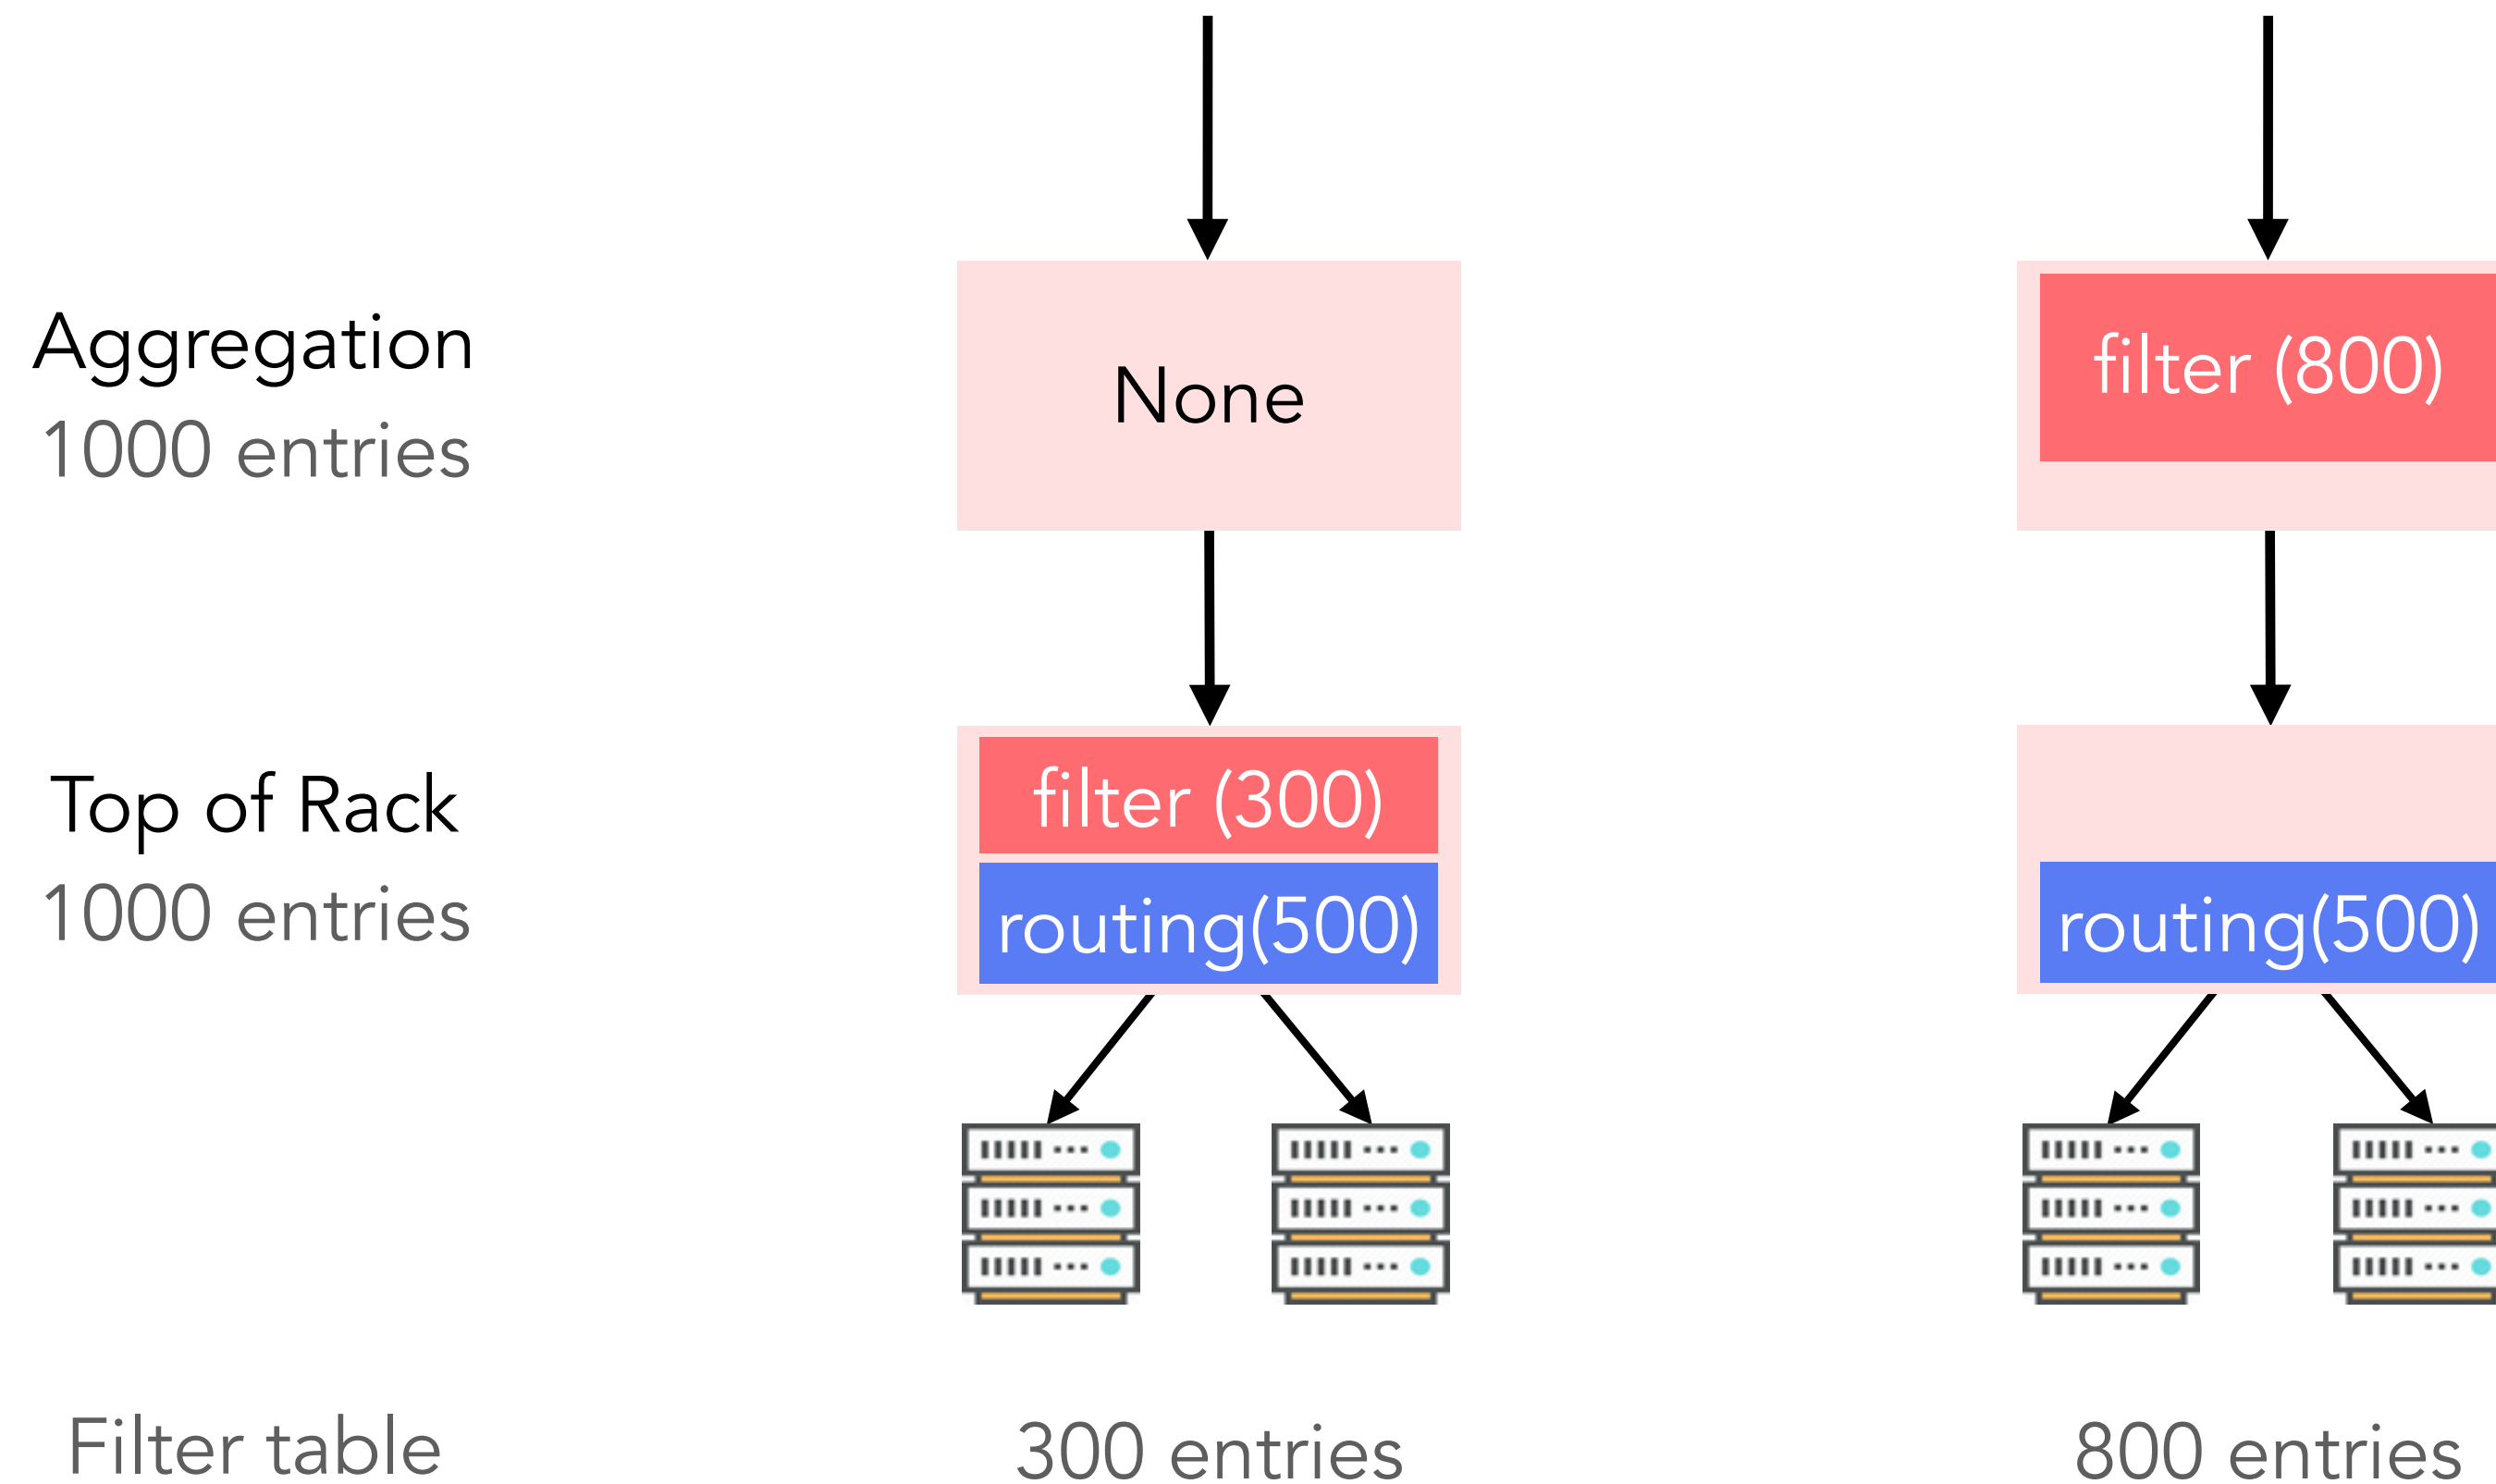 Aggregation
1000 entries
None
filter (800)
Top of Rack
1000 entries
filter (300)
routing(500)
routing(500)
Filter table
300 entries
800 entries